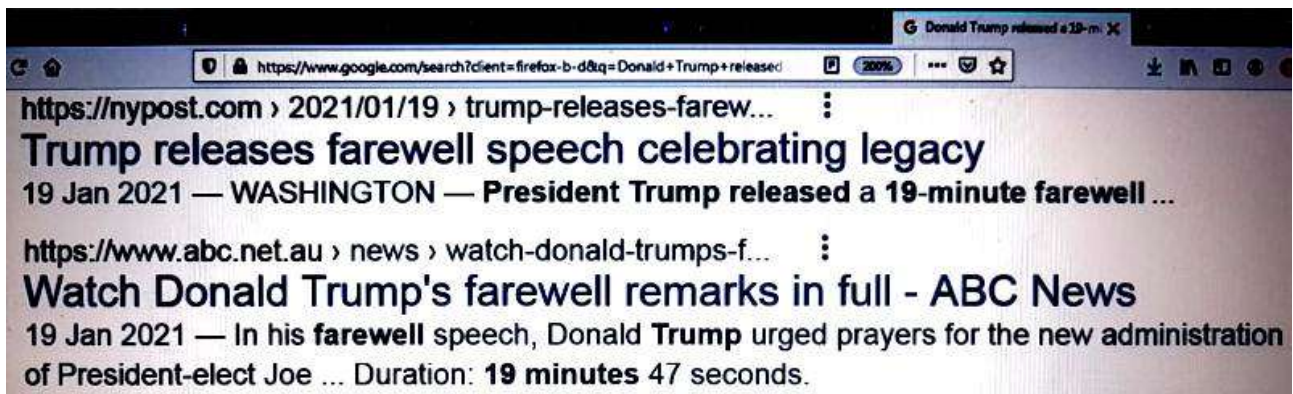 G Donald Trump released a 19-mi
https://www.google.com/search?client=firefox-b-d&q=Donald+Trump+released
200%
https://nypost.com › 2021/01/19 › trump-releases-farew...
Trump releases farewell speech celebrating legacy
19 Jan 2021 — WASHINGTON — President Trump released a 19-minute farewell ...
https://www.abc.net.au › news › watch-donald-trumps-f...
Watch Donald Trump's farewell remarks in full - ABC News
19 Jan 2021 — In his farewell speech, Donald Trump urged prayers for the new administration
of President-elect Joe ... Duration: 19 minutes 47 seconds.